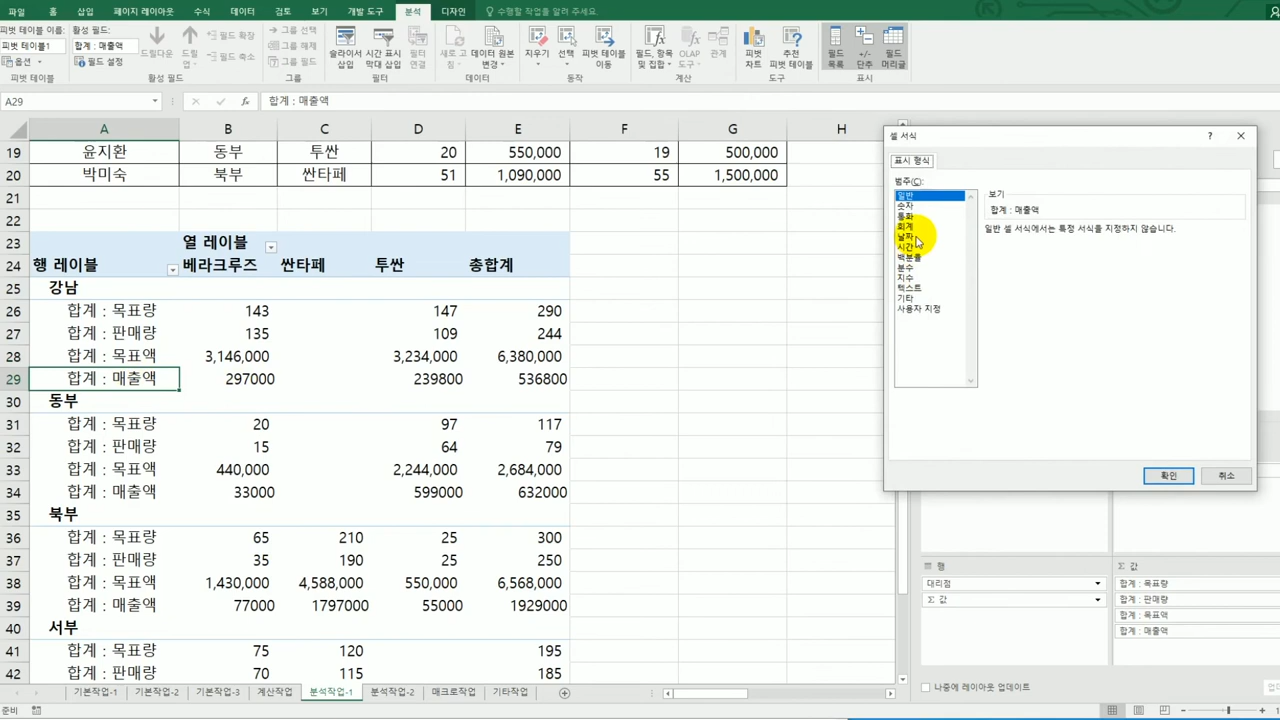 파일 홈 삽입 페이지 레이아웃 수식 데이터 검토 보기 개발 도구 분석 디자인 수행할 작업을 알려 주세요.
피벗 테이블 이름: 활성 필드:
피벗 테이블1 합계 : 매출액
옵션 필드 설정
드릴다운 필드 확장 필드 축소
그룹 선택
그룹 해제
그룹 필드
슬라이서 삽입 시간 표시 막대 삽입 필터 연결
새로 고침 데이터 원본 변경
지우기 선택 피벗 테이블 이동
필드, 항목 및 집합 OLAP 도구
피벗 차트 추천 피벗 테이블
필드 목록 +/- 단추 필드 머리글
피벗 테이블 활성 필드 그룹 필터 데이터 동작 계산 도구 표시
A29 fx 합계 : 매출액
A B C D E F G H
19 윤지환 동부 투싼 20 550,000 19 500,000
20 박미숙 북부 싼타페 51 1,090,000 55 1,500,000
21
22
23 열 레이블
24 행 레이블 베라크루즈 싼타페 투싼 총합계
25 강남
26 합계 : 목표량 143 147 290
27 합계 : 판매량 135 109 244
28 합계 : 목표액 3,146,000 3,234,000 6,380,000
29 합계 : 매출액 297000 239800 536800
30 동부
31 합계 : 목표량 20 97 117
32 합계 : 판매량 15 64 79
33 합계 : 목표액 440,000 2,244,000 2,684,000
34 합계 : 매출액 33000 599000 632000
35 북부
36 합계 : 목표량 65 210 25 300
37 합계 : 판매량 35 190 25 250
38 합계 : 목표액 1,430,000 4,588,000 550,000 6,568,000
39 합계 : 매출액 77000 1797000 55000 1929000
40 서부
41 합계 : 목표량 75 120 195
42 합계 : 판매량 70 115 185
셀 서식 ?
표시 형식
범주(C):
일반
숫자
통화
회계
날짜
시간
백분율
분수
지수
텍스트
기타
사용자 지정
보기
합계 : 매출액
일반 셀 서식에서는 특정 서식을 지정하지 않습니다.
확인 취소
행
대리점
Σ 값
Σ 값
합계 : 목표량
합계 : 판매량
합계 : 목표액
합계 : 매출액
나중에 레이아웃 업데이트
기본작업-1 기본작업-2 기본작업-3 계산작업 분석작업-1 분석작업-2 매크로작업 기타작업
준비